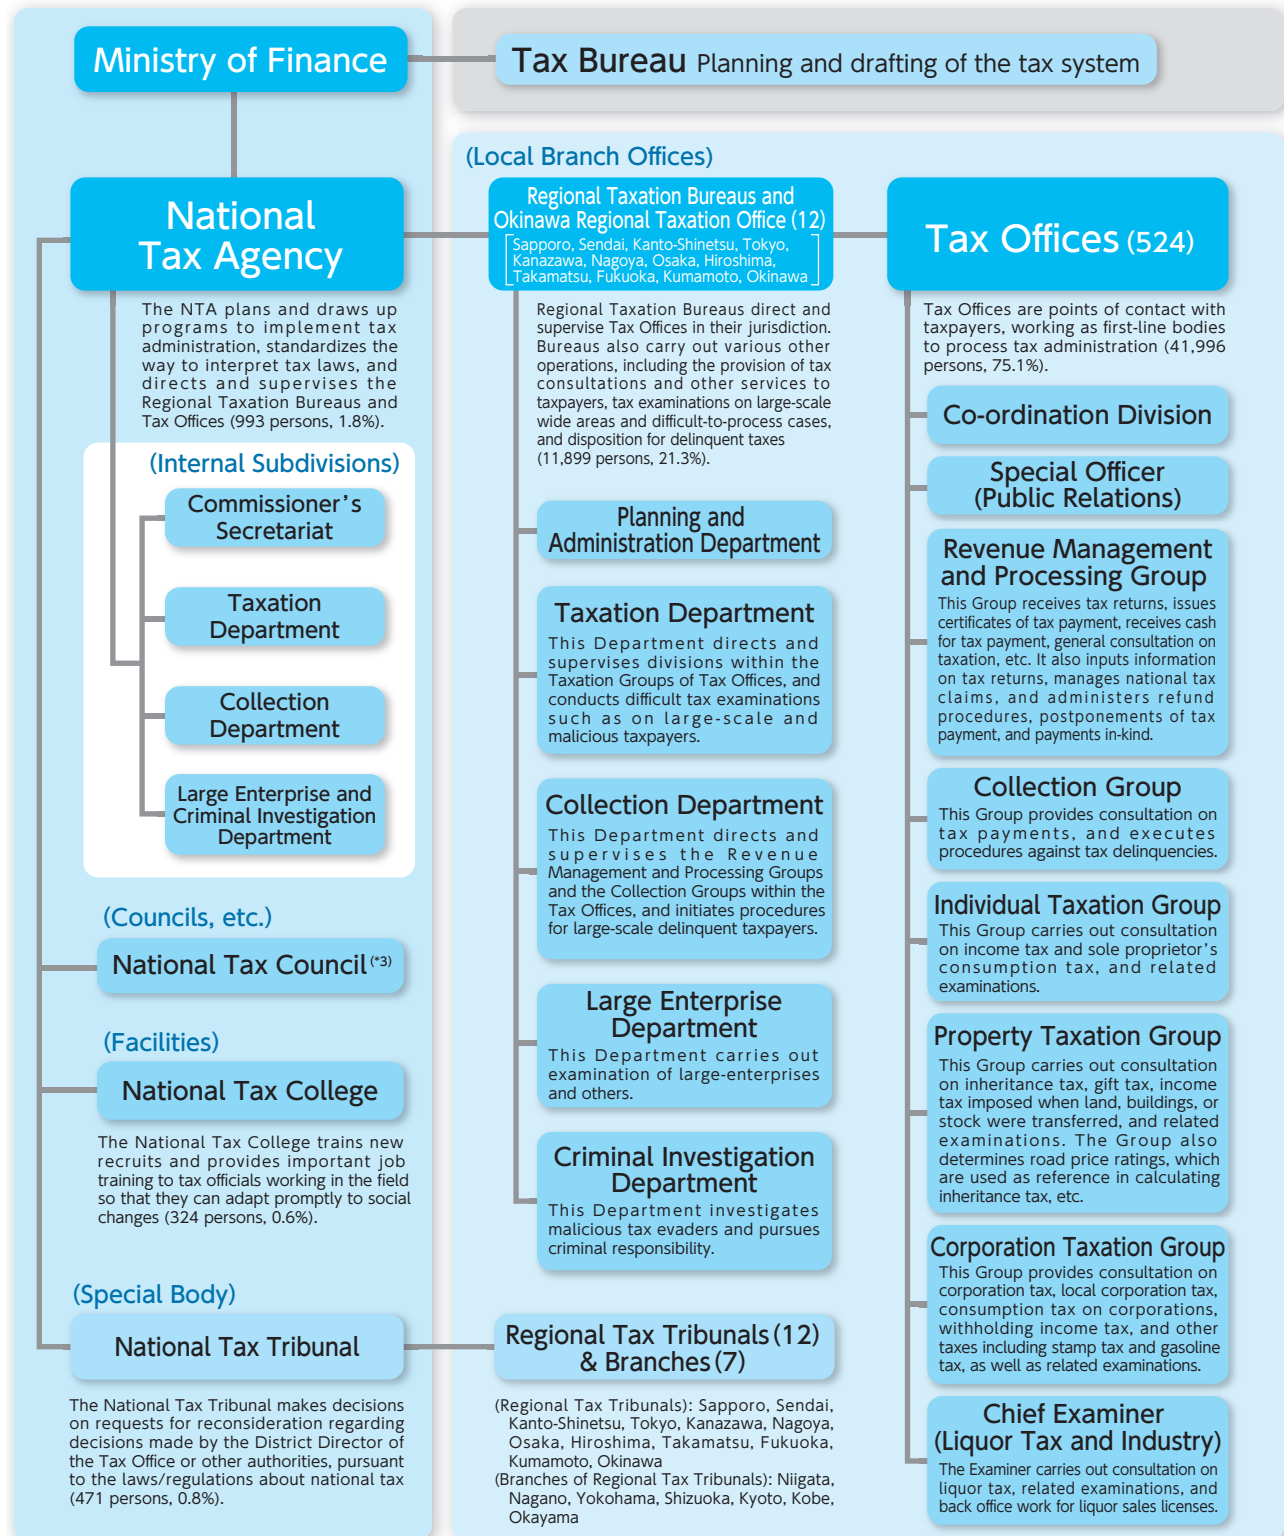 Ministry of Finance
Tax Bureau Planning and drafting of the tax system
National
Tax Agency
The NTA plans and draws up
programs to implement tax
administration, standardizes the
way to interpret tax laws, and
directs and supervises the
Regional Taxation Bureaus and
Tax Offices (993 persons, 1.8%).
(Internal Subdivisions)
Commissioner's
Secretariat
Taxation
Department
Collection
Department
Large Enterprise and
Criminal Investigation
Department
(Councils, etc.)
National Tax Council (*3)
(Facilities)
National Tax College
The National Tax College trains new
recruits and provides important job
training to tax officials working in the field
so that they can adapt promptly to social
changes (324 persons, 0.6%).
(Special Body)
National Tax Tribunal
The National Tax Tribunal makes decisions
on requests for reconsideration regarding
decisions made by the District Director of
the Tax Office or other authorities, pursuant
to the laws/regulations about national tax
(471 persons, 0.8%).
(Local Branch Offices)
Regional Taxation Bureaus and
Okinawa Regional Taxation Office (12)
[Sapporo, Sendai, Kanto-Shinetsu, Tokyo,
Kanazawa, Nagoya, Osaka, Hiroshima,
Takamatsu, Fukuoka, Kumamoto, Okinawa]
Regional Taxation Bureaus direct and
supervise Tax Offices in their jurisdiction.
Bureaus also carry out various other
operations, including the provision of tax
consultations and other services to
taxpayers, tax examinations on large-scale
wide areas and difficult-to-process cases,
and disposition for delinquent taxes
(11,899 persons, 21.3%).
Planning and
Administration Department
Taxation Department
This Department directs and
supervises divisions within the
Taxation Groups of Tax Offices, and
conducts difficult tax examinations
such as on large-scale and
malicious taxpayers.
Collection Department
This Department directs and
supervises the Revenue
Management and Processing Groups
and the Collection Groups within the
Tax Offices, and initiates procedures
for large-scale delinquent taxpayers.
Large Enterprise
Department
This Department carries out
examination of large-enterprises
and others.
Criminal Investigation
Department
This Department investigates
malicious tax evaders and pursues
criminal responsibility.
Regional Tax Tribunals (12)
& Branches (7)
(Regional Tax Tribunals): Sapporo, Sendai,
Kanto-Shinetsu, Tokyo, Kanazawa, Nagoya,
Osaka, Hiroshima, Takamatsu, Fukuoka,
Kumamoto, Okinawa
(Branches of Regional Tax Tribunals): Niigata,
Nagano, Yokohama, Shizuoka, Kyoto, Kobe,
Okayama
Tax Offices (524)
Tax Offices are points of contact with
taxpayers, working as first-line bodies
to process tax administration (41,996
persons, 75.1%).
Co-ordination Division
Special Officer
(Public Relations)
Revenue Management
and Processing Group
This Group receives tax returns, issues
certificates of tax payment, receives cash
for tax payment, general consultation on
taxation, etc. It also inputs information
on tax returns, manages national tax
claims, and administers refund
procedures, postponements of tax
payment, and payments in-kind.
Collection Group
This Group provides consultation on
tax payments, and executes
procedures against tax delinquencies.
Individual Taxation Group
This Group carries out consultation
on income tax and sole proprietor's
consumption tax, and related
examinations.
Property Taxation Group
This Group carries out consultation
on inheritance tax, gift tax, income
tax imposed when land, buildings, or
stock were transferred, and related
examinations. The Group also
determines road price ratings, which
are used as reference in calculating
inheritance tax, etc.
Corporation Taxation Group
This Group provides consultation on
corporation tax, local corporation tax,
consumption tax on corporations,
withholding income tax, and other
taxes including stamp tax and gasoline
tax, as well as related examinations.
Chief Examiner
(Liquor Tax and Industry)
The Examiner carries out consultation on
liquor tax, related examinations, and
back office work for liquor sales licenses.